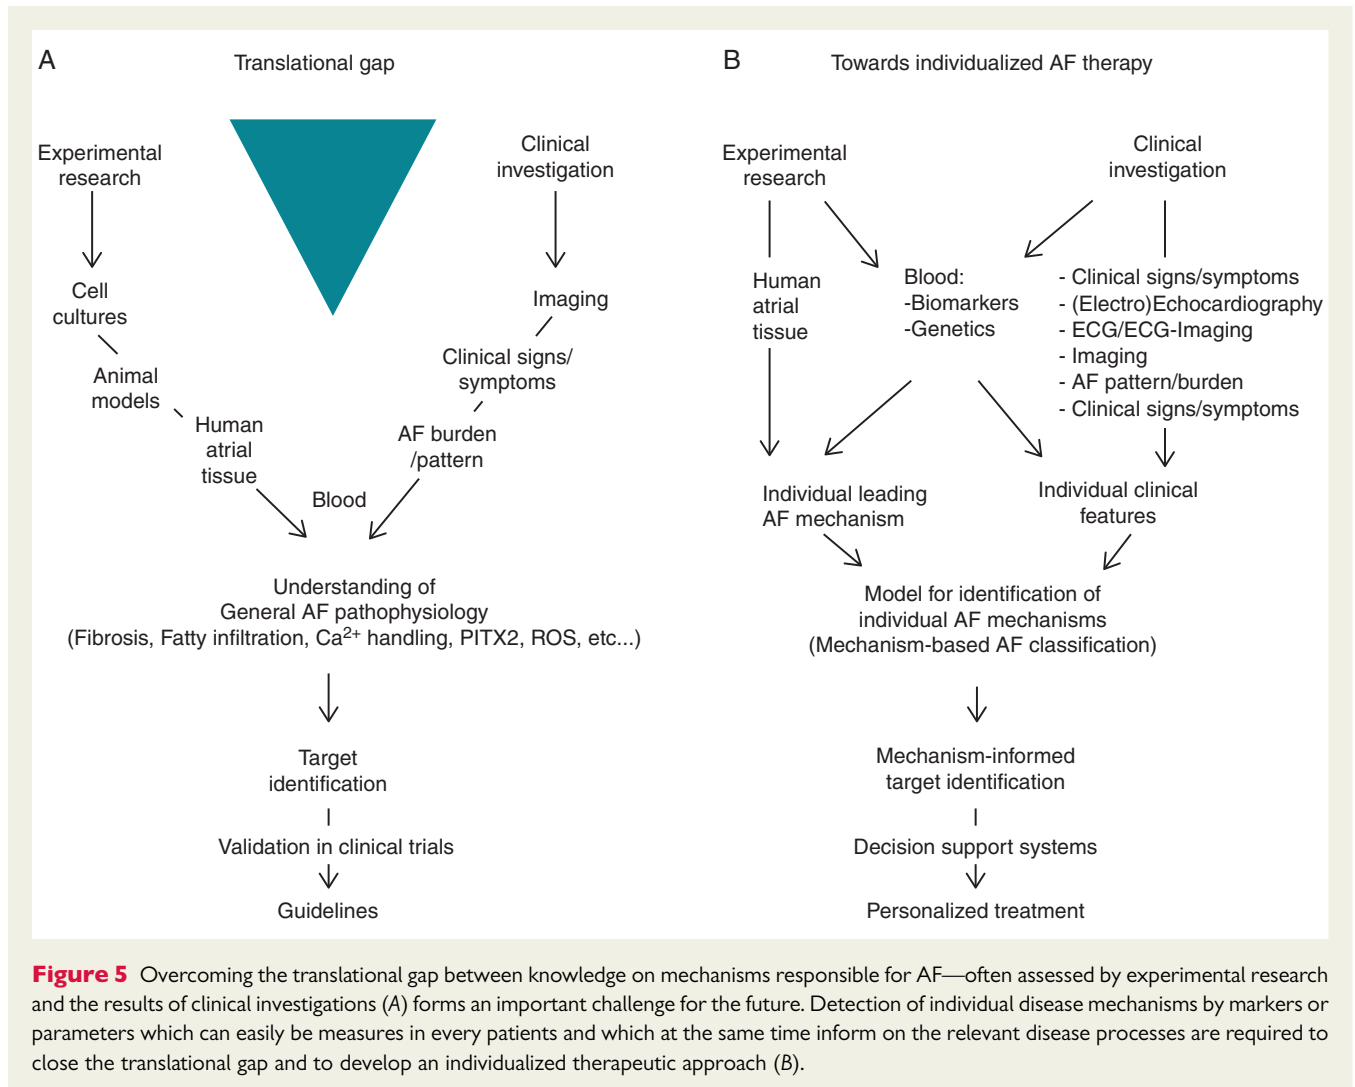 A
Translational gap
Experimental
research
Clinical
investigation
Cell
cultures
Imaging
Animal
models
Clinical signs/
symptoms
Human
atrial
tissue
AF burden
/pattern
Blood
Understanding of
General AF pathophysiology
(Fibrosis, Fatty infiltration, Ca2+ handling, PITX2, ROS, etc...)
Target
identification
Validation in clinical trials
Guidelines
B
Towards individualized AF therapy
Experimental
research
Clinical
investigation
Human
atrial
tissue
Blood:
-Biomarkers
-Genetics
- Clinical signs/symptoms
- (Electro)Echocardiography
- ECG/ECG-Imaging
- Imaging
- AF pattern/burden
- Clinical signs/symptoms
Individual leading
AF mechanism
Individual clinical
features
Model for identification of
individual AF mechanisms
(Mechanism-based AF classification)
Mechanism-informed
target identification
Decision support systems
Personalized treatment
Figure 5 Overcoming the translational gap between knowledge on mechanisms responsible for AF—often assessed by experimental research
and the results of clinical investigations (A) forms an important challenge for the future. Detection of individual disease mechanisms by markers or
parameters which can easily be measures in every patients and which at the same time inform on the relevant disease processes are required to
close the translational gap and to develop an individualized therapeutic approach (B).